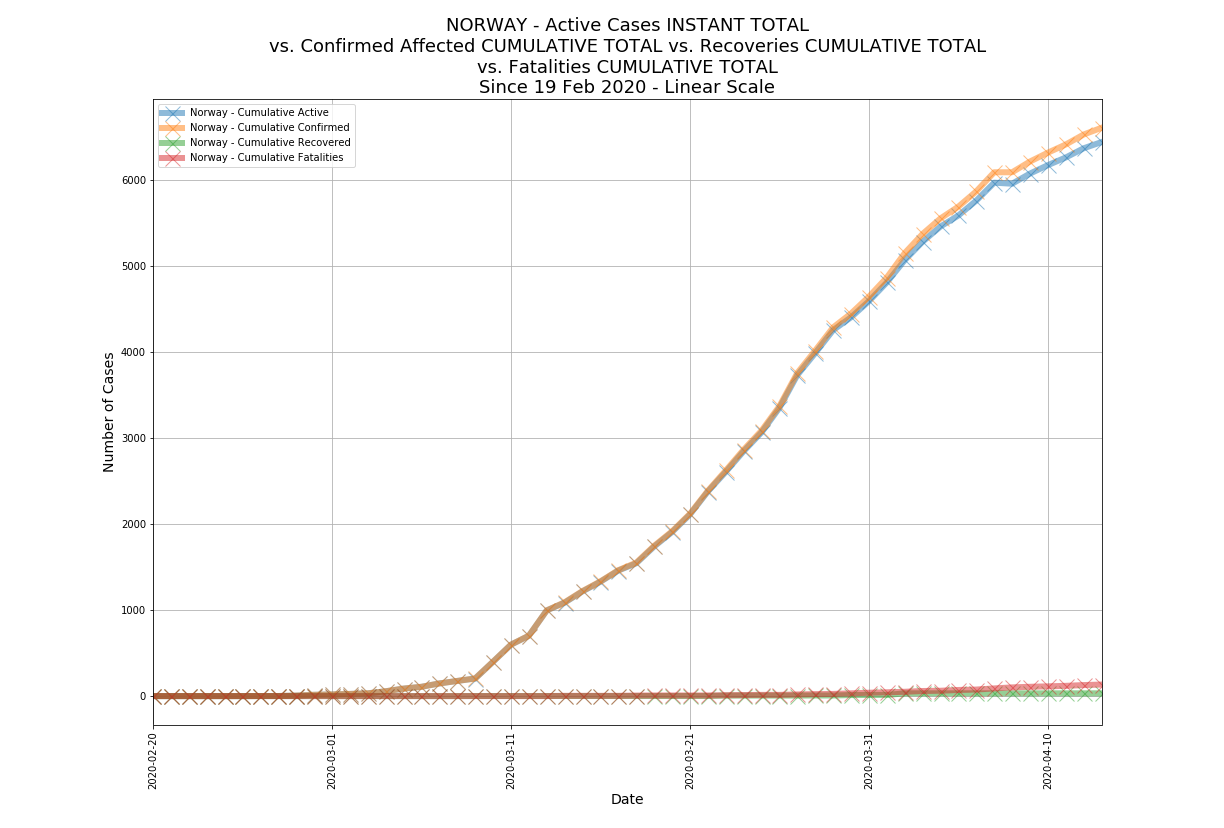 NORWAY - Active Cases INSTANT TOTAL
vs. Confirmed Affected CUMULATIVE TOTAL vs. Recoveries CUMULATIVE TOTAL
vs. Fatalities CUMULATIVE TOTAL
Since 19 Feb 2020 - Linear Scale
Norway - Cumulative Active
Norway - Cumulative Confirmed
Norway - Cumulative Recovered
Norway - Cumulative Fatalities
Number of Cases
6000
5000
4000
3000
2000
1000
0
2020-02-20
2020-03-01
2020-03-11
2020-03-21
2020-03-31
2020-04-10
Date